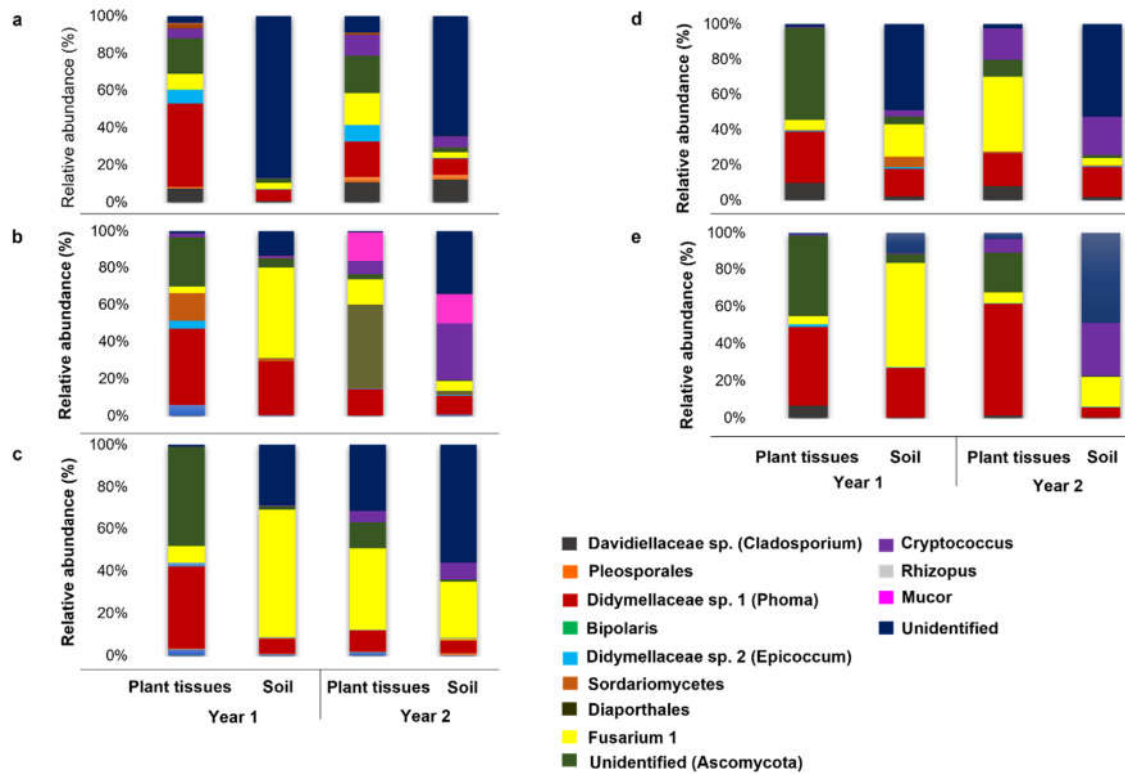 a
Relative abundance (%)
100%
80%
60%
40%
20%
0%
b
Relative abundance (%)
100%
80%
60%
40%
20%
0%
c
Relative abundance (%)
100%
80%
60%
40%
20%
0%
Plant tissues Soil Plant tissues Soil
Year 1 Year 2
d
Relative abundance (%)
100%
80%
60%
40%
20%
0%
e
Relative abundance (%)
100%
80%
60%
40%
20%
0%
Plant tissues Soil Plant tissues Soil
Year 1 Year 2
Davidiellaceae sp. (Cladosporium)
Pleosporales
Didymellaceae sp. 1 (Phoma)
Bipolaris
Didymellaceae sp. 2 (Epicoccum)
Sordariomycetes
Diaporthales
Fusarium 1
Unidentified (Ascomycota)
Cryptococcus
Rhizopus
Mucor
Unidentified